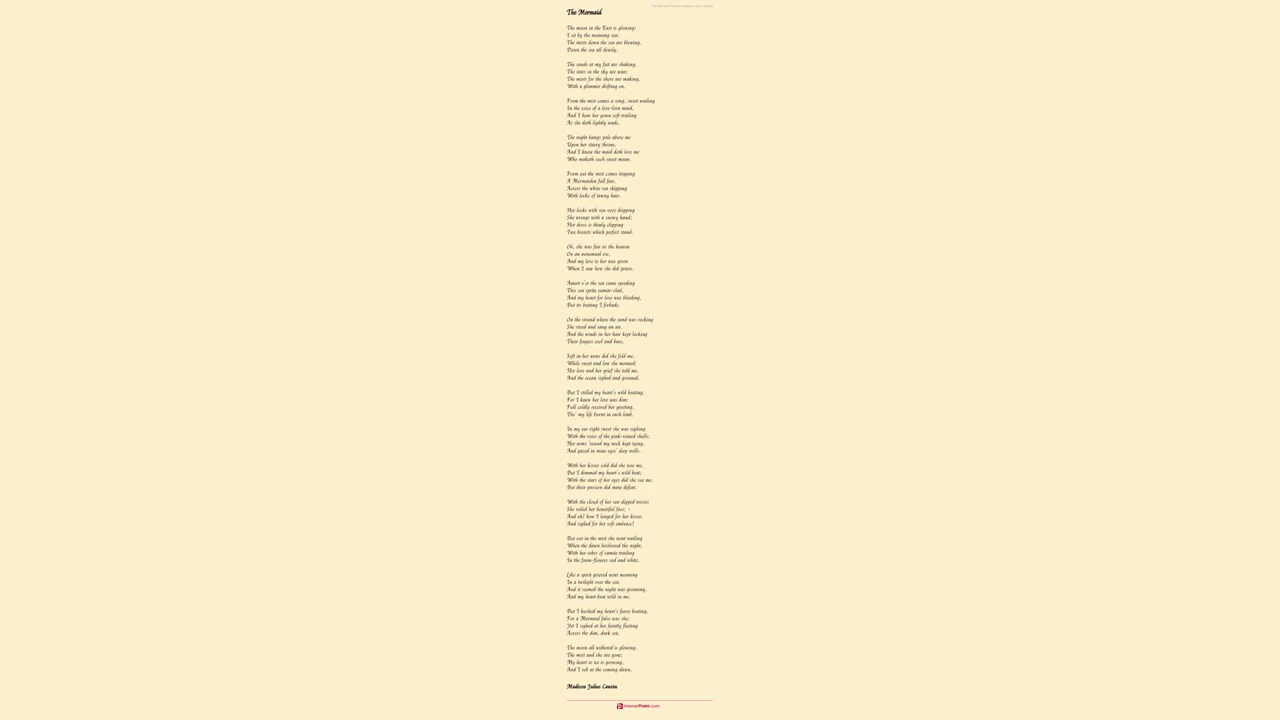 The Mermaid Poem by Madison Julius Cawein
The Mermaid
The moon in the East is glowing;
I sit by the moaning sea;
The mists down the sea are blowing,
Down the sea all dewily.
The sands at my feet are shaking,
The stars in the sky are wan;
The mists for the shore are making,
With a glimmer drifting on.
From the mist comes a song, sweet wailing
In the voice of a love-lorn maid,
And I hear her gown soft trailing
As she doth lightly wade.
The night hangs pale above me
Upon her starry throne,
And I know the maid doth love me
Who maketh such sweet moan.
From out the mist comes tripping
A Mermaiden full fair,
Across the white sea skipping
With locks of tawny hair.
Her locks with sea-ooze dripping
She wrings with a snowy hand;
Her dress is thinly clipping
Two breasts which perfect stand.
Oh, she was fair as the heaven
On an autumnal eve,
And my love to her was given
When I saw how she did grieve.
Amort o'er the sea came speeding
This sea sprite samite-clad,
And my heart for love was bleeding,
But its beating I forbade.
On the strand where the sand was rocking
She stood and sang an air,
And the winds in her hair kept locking
Their fingers cool and bare.
Soft in her arms did she fold me,
While sweet and low she moaned;
Her love and her grief she told me,
And the ocean sighed and groaned.
But I stilled my heart's wild beating,
For I knew her love was dim;
Full coldly received her greeting,
Tho' my life burnt in each limb.
In my ear right sweet she was sighing
With the voice of the pink-veined shells;
Her arms 'round my neck kept tying,
And gazed in mine eyes' deep wells.
With her kisses cold did she woo me,
But I dimmed my heart's wild beat;
With the stars of her eyes did she sue me,
But their passion did mine defeat.
With the cloud of her sea-dipped tresses
She veiled her beautiful face; -
And oh! how I longed for her kisses
And sighed for her soft embrace!
But out in the mist she went wailing
When the dawn besilvered the night,
With her robes of samite trailing
In the foam-flowers sad and white.
Like a spirit grieved went moaning
In a twilight over the sea,
And it seemed the night was groaning,
And my heart beat wild in me.
But I hushed my heart's fierce beating,
For a Mermaid false was she;
Yet I sighed at her faintly fleeting
Across the dim, dark sea.
The moon all withered is glowing,
The mist and she are gone;
My heart to ice is growing,
And I sob at the coming dawn.
Madison Julius Cawein
InternetPoem.com